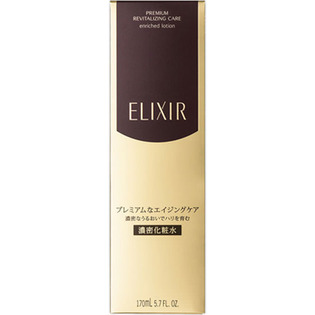 PREMIUM
REVITALIZING CARE
enriched lotion
ELIXIR
プレミアムなエイジングケア
濃密なうるおいでハリを育む
濃密化粧水
170mL 5.7 FL. OZ.